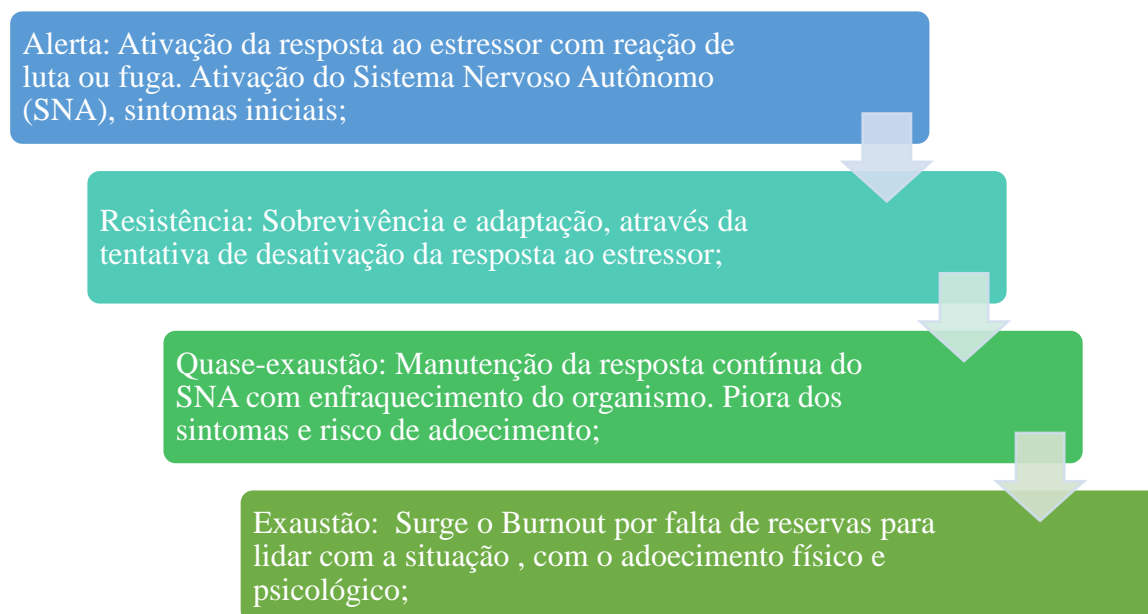 Alerta: Ativação da resposta ao estressor com reação de
luta ou fuga. Ativação do Sistema Nervoso Autônomo
(SNA), sintomas iniciais;
Resistência: Sobrevivência e adaptação, através da
tentativa de desativação da resposta ao estressor;
Quase-exaustão: Manutenção da resposta contínua do
SNA com enfraquecimento do organismo. Piora dos
sintomas e risco de adoecimento;
Exaustão:  Surge o Burnout por falta de reservas para
lidar com a situação , com o adoecimento físico e
psicológico;